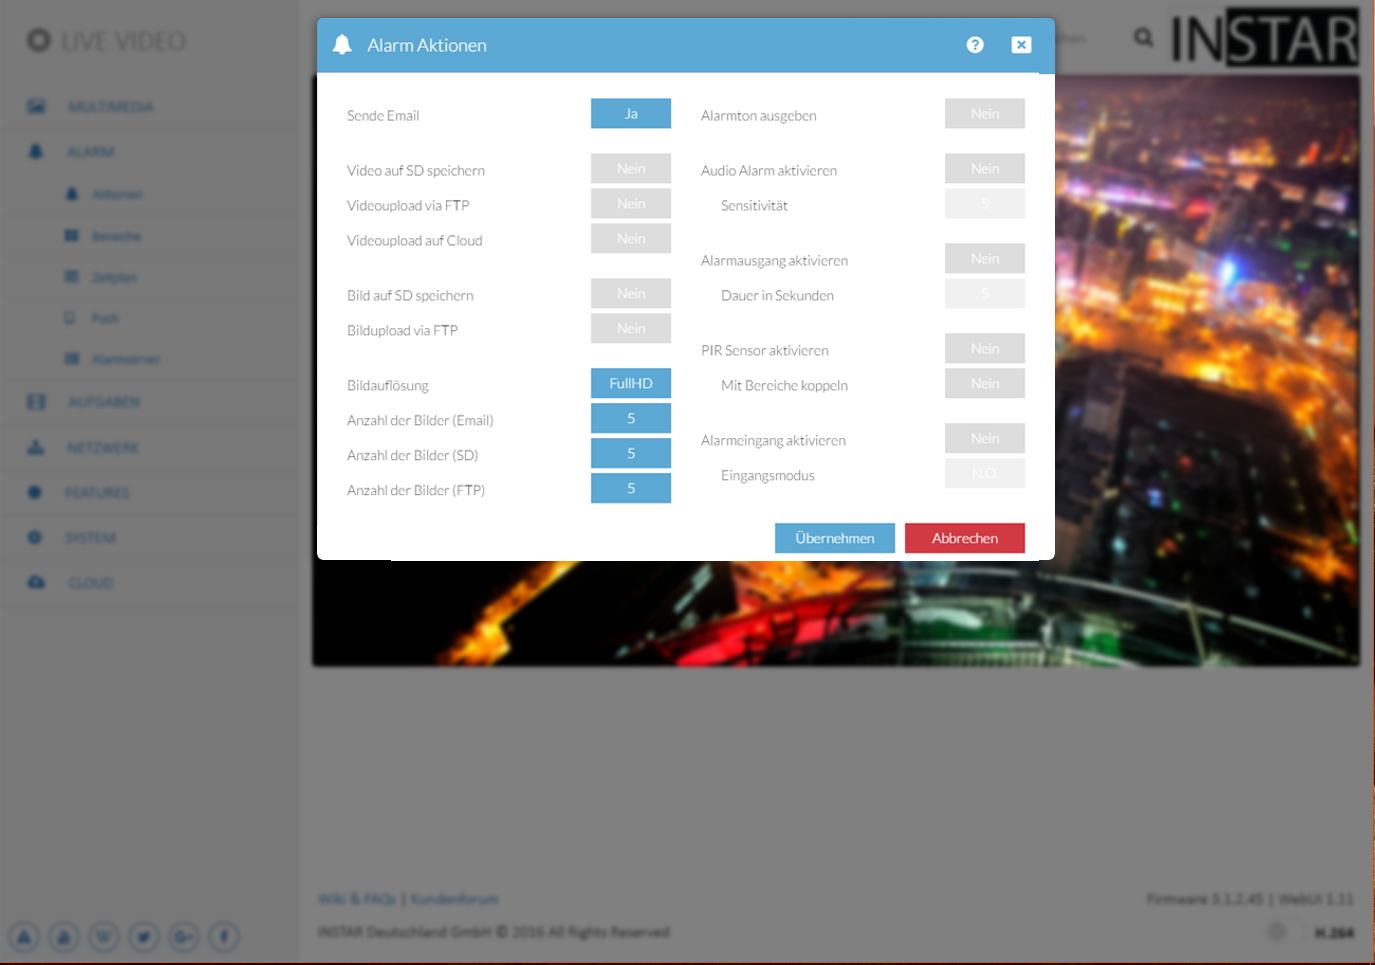 LIVE VIDEO
MULTIMEDIA
ALARM
Aktionen
Bereiche
Zeitplan
Push
Alarmserver
AUFGABEN
NETZWERK
FEATURES
SYSTEM
CLOUD
INSTAR
Alarm Aktionen
Sende Email Ja
Video auf SD speichern Nein
Videoupload via FTP Nein
Videoupload auf Cloud Nein
Bild auf SD speichern Nein
Bildupload via FTP Nein
Bildauflösung FullHD
Anzahl der Bilder (Email) 5
Anzahl der Bilder (SD) 5
Anzahl der Bilder (FTP) 5
Alarmton ausgeben Nein
Audio Alarm aktivieren Nein
Sensitivität 5
Alarmausgang aktivieren Nein
Dauer in Sekunden 5
PIR Sensor aktivieren Nein
Mit Bereiche koppeln Nein
Alarmeingang aktivieren Nein
Eingangsmodus N.O.
Übernehmen Abbrechen
Wiki & FAQs | Kundenforum
Firmware 3.1.2.45 | WebUI 1.11
INSTAR Deutschland GmbH © 2016 All Rights Reserved
H.264